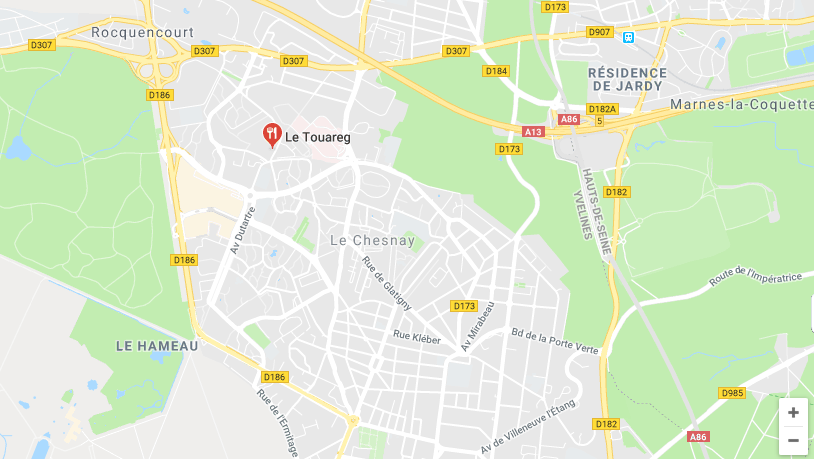 D173
D907
Rocquencourt
D307
D307
D307
D307
D184
RÉSIDENCE
DE JARDY
D186
Marnes-la-Coquette
D182A
A86
5
A13
Le Touareg
D173
HAUTS-DE-SEINE
YVELINES
D182
Av Dutartre
Le Chesnay
D186
Rue de Glatigny
Route de l'Impératrice
D173
Av Mirabeau
Rue Kléber
Bd de la Porte Verte
LE HAMEAU
D186
Rue de l'Ermitage
D985
Av de Villeneuve l'Étang
D182
A86
+
−